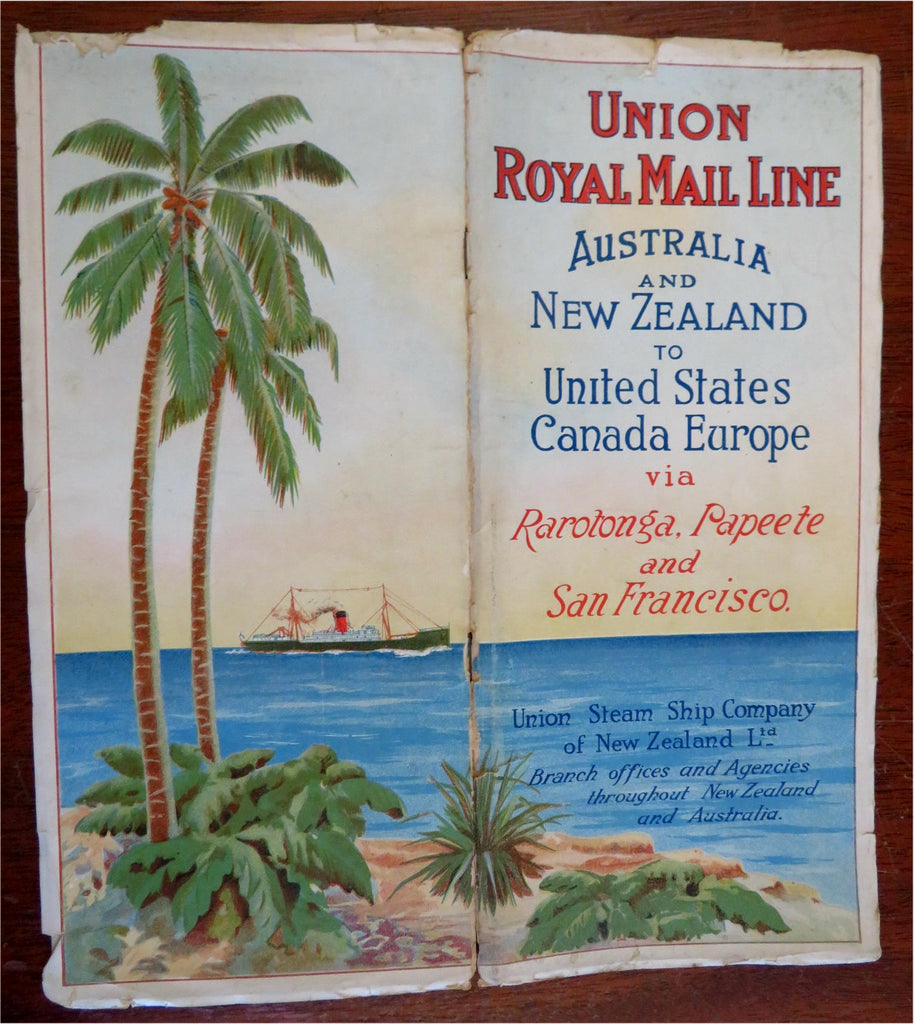 UNION
ROYAL MAIL LINE
AUSTRALIA
AND
NEW ZEALAND
TO
United States
Canada Europe
via
Rarotonga, Papeete
and
San Francisco.
Union Steam Ship Company
of New Zealand Ltd
Branch offices and Agencies
throughout New Zealand
and Australia.